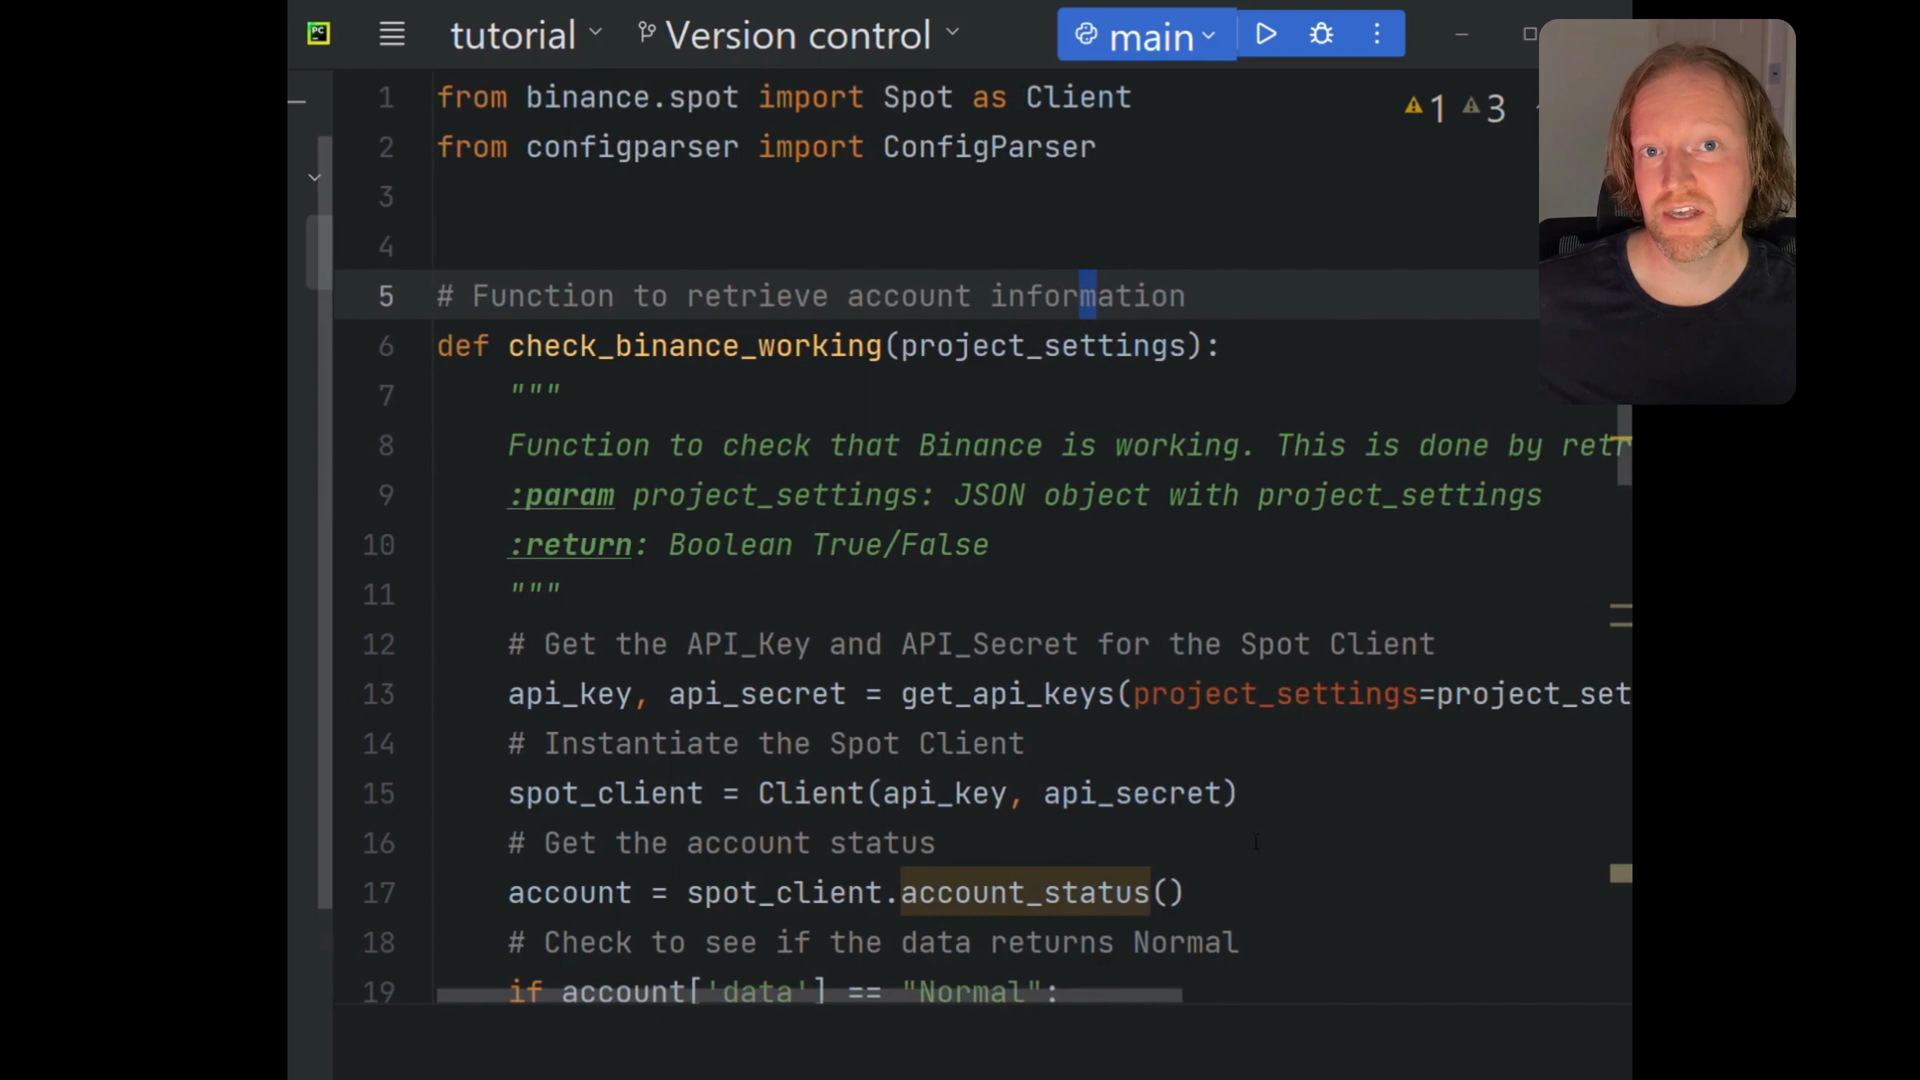 PC
tutorial
Version control
main
1 3
1 from binance.spot import Spot as Client
2 from configparser import ConfigParser
3
4
5 # Function to retrieve account information
6 def check_binance_working(project_settings):
7 """
8 Function to check that Binance is working. This is done by retr
9 :param project_settings: JSON object with project_settings
10 :return: Boolean True/False
11 """
12 # Get the API_Key and API_Secret for the Spot Client
13 api_key, api_secret = get_api_keys(project_settings=project_set
14 # Instantiate the Spot Client
15 spot_client = Client(api_key, api_secret)
16 # Get the account status
17 account = spot_client.account_status()
18 # Check to see if the data returns Normal
19 if account['data'] == "Normal":